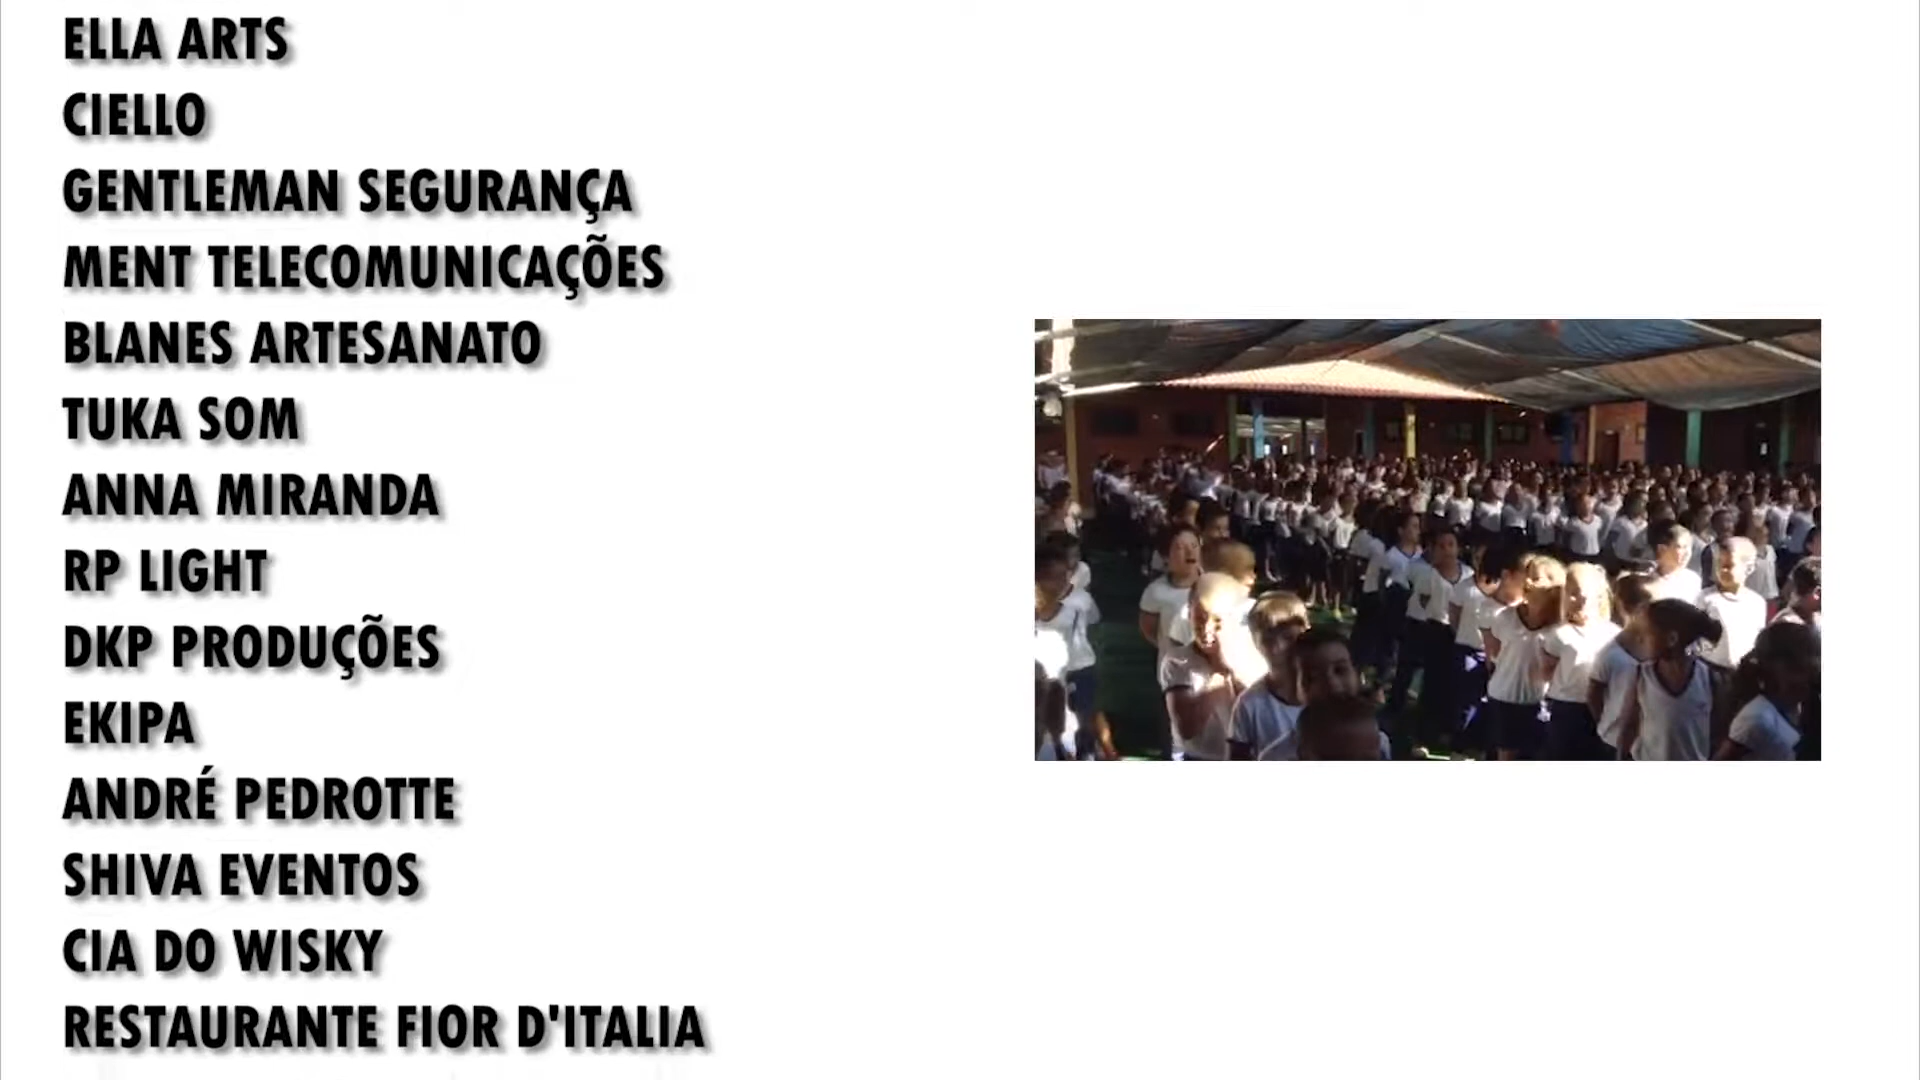 ELLA ARTS
CIELLO
GENTLEMAN SEGURANÇA
MENT TELECOMUNICAÇÕES
BLANES ARTESANATO
TUKA SOM
ANNA MIRANDA
RP LIGHT
DKP PRODUÇÕES
EKIPA
ANDRÉ PEDROTTE
SHIVA EVENTOS
CIA DO WISKY
RESTAURANTE FIOR D'ITALIA